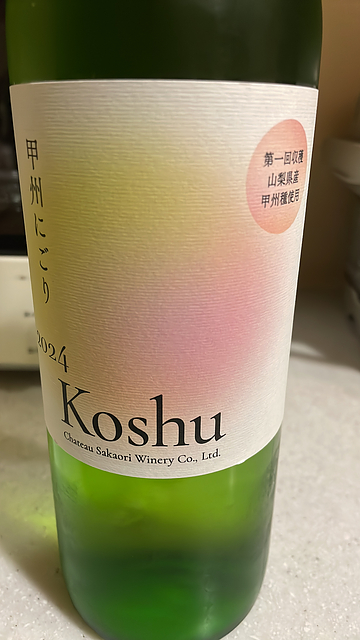 甲州にごり
2024
第一回収穫
山梨県産
甲州種使用
Koshu
Chateau Sakaori Winery Co., Ltd.